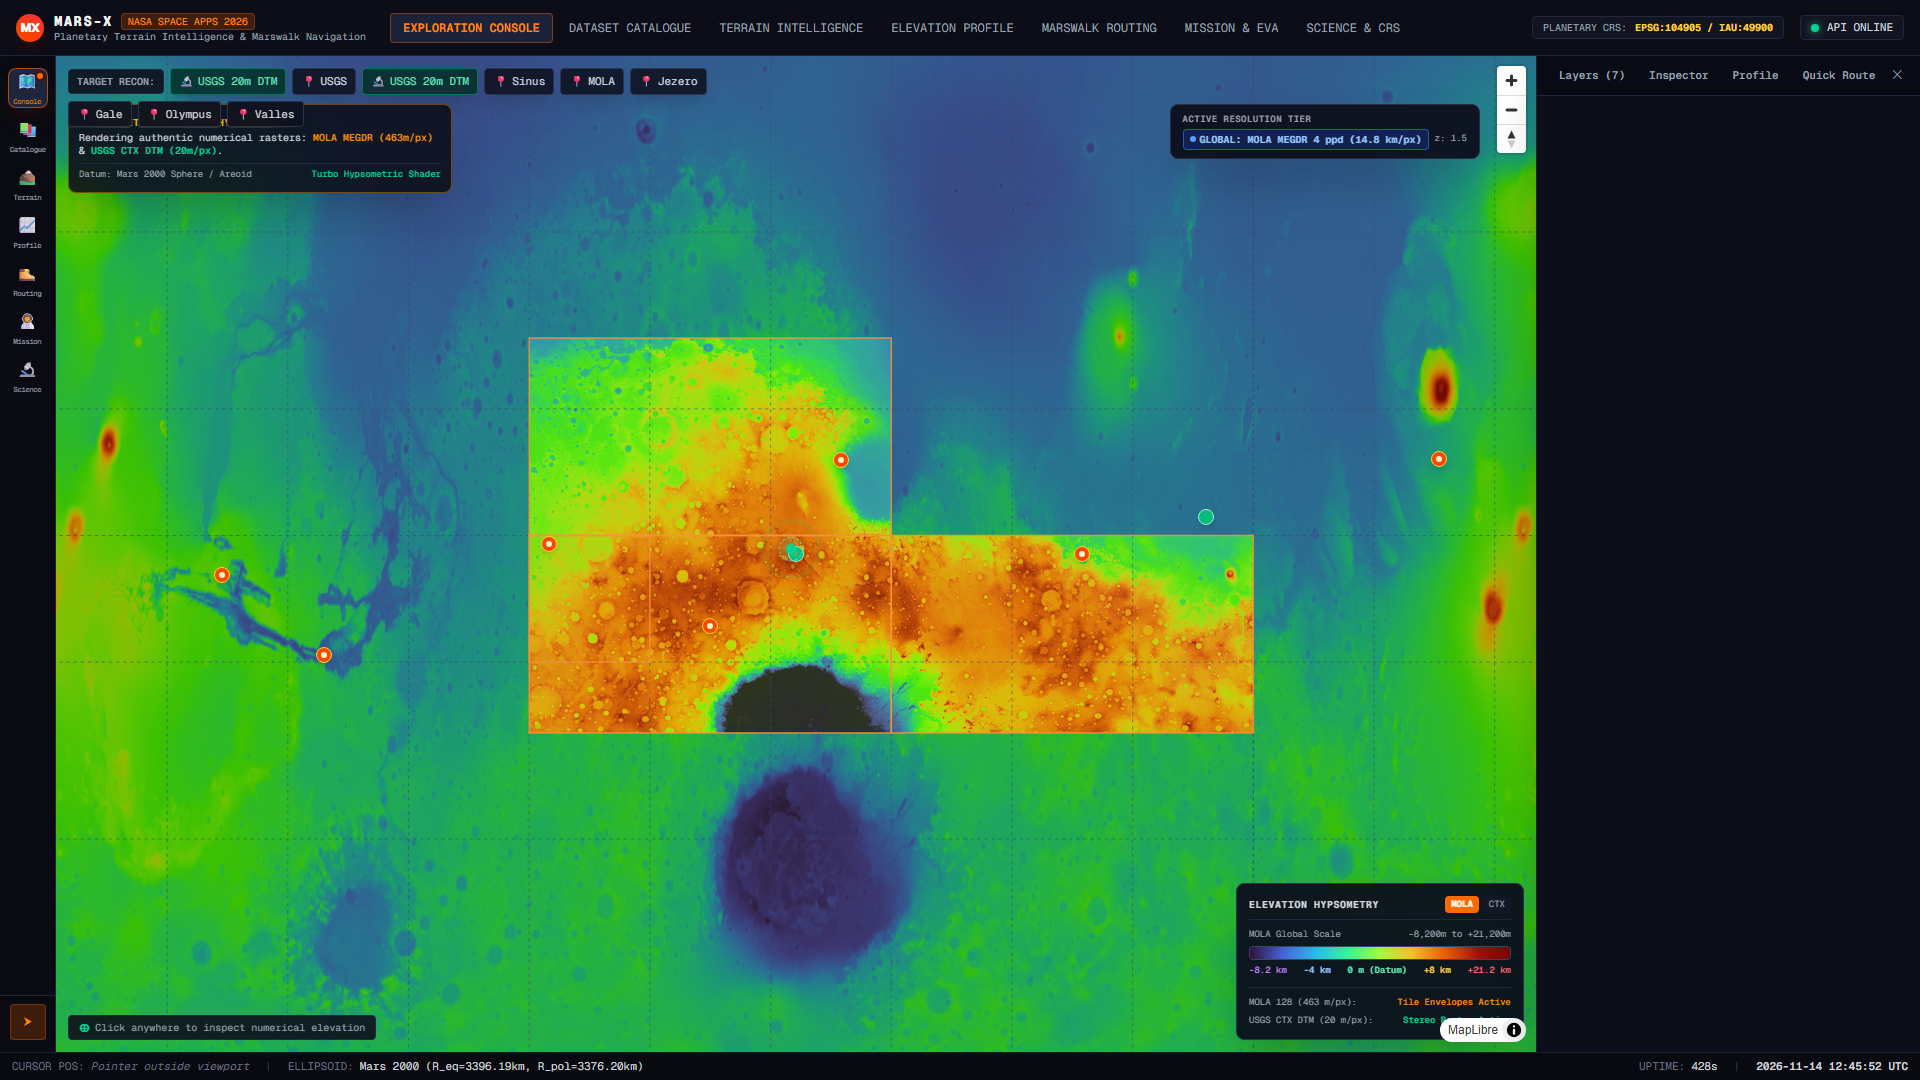 MX
MARS-X NASA SPACE APPS 2026
Planetary Terrain Intelligence & Marswalk Navigation
EXPLORATION CONSOLE DATASET CATALOGUE TERRAIN INTELLIGENCE ELEVATION PROFILE MARSWALK ROUTING MISSION & EVA SCIENCE & CRS
PLANETARY CRS: EPSG:104905 / IAU:49900
API ONLINE
Console
Catalogue
Terrain
Profile
Routing
Mission
Science
TARGET RECON: USGS 20m DTM USGS USGS 20m DTM Sinus MOLA Jezero
Gale Olympus Valles
Rendering authentic numerical rasters: MOLA MEGDR (463m/px)
& USGS CTX DTM (20m/px).
Datum: Mars 2000 Sphere / Areoid Turbo Hypsometric Shader
ACTIVE RESOLUTION TIER
GLOBAL: MOLA MEGDR 4 ppd (14.8 km/px) z: 1.5
Layers (7) Inspector Profile Quick Route
ELEVATION HYPSOMETRY MOLA CTX
MOLA Global Scale -8,200m to +21,200m
-8.2 km -4 km 0 m (Datum) +8 km +21.2 km
MOLA 128 (463 m/px): Tile Envelopes Active
USGS CTX DTM (20 m/px): Stereo
MapLibre
Click anywhere to inspect numerical elevation
CURSOR POS: Pointer outside viewport | ELLIPSOID: Mars 2000 (R_eq=3396.19km, R_pol=3376.20km)
UPTIME: 428s | 2026-11-14 12:45:52 UTC